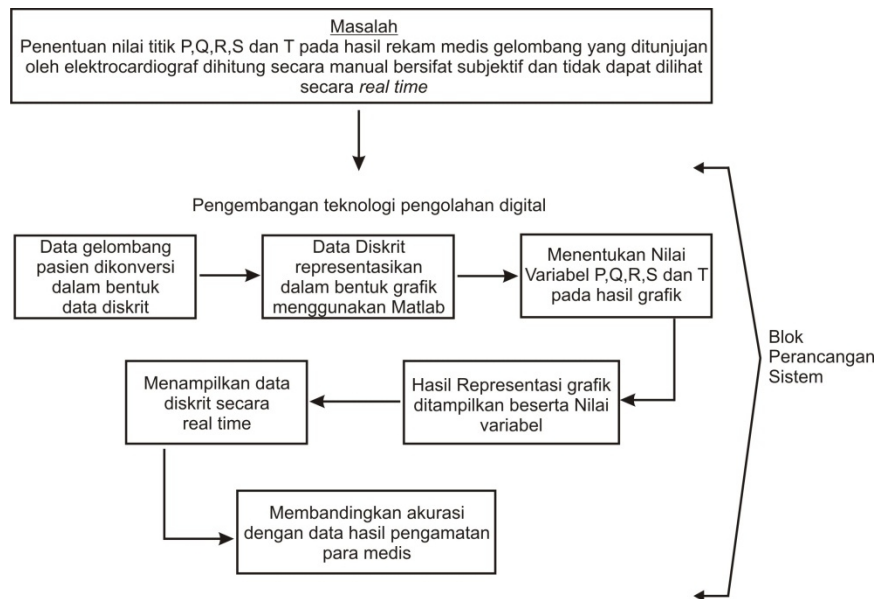 Masalah
Penentuan nilai titik P,Q,R,S dan T pada hasil rekam medis gelombang yang ditunjujan
oleh elektrocardiograf dihitung secara manual bersifat subjektif dan tidak dapat dilihat
secara real time
Pengembangan teknologi pengolahan digital
Data gelombang
pasien dikonversi
dalam bentuk
data diskrit
Data Diskrit
representasikan
dalam bentuk grafik
menggunakan Matlab
Menentukan Nilai
Variabel P,Q,R,S dan T
pada hasil grafik
Blok
Perancangan
Sistem
Hasil Representasi grafik
ditampilkan beserta Nilai
variabel
Menampilkan data
diskrit secara
real time
Membandingkan akurasi
dengan data hasil pengamatan
para medis